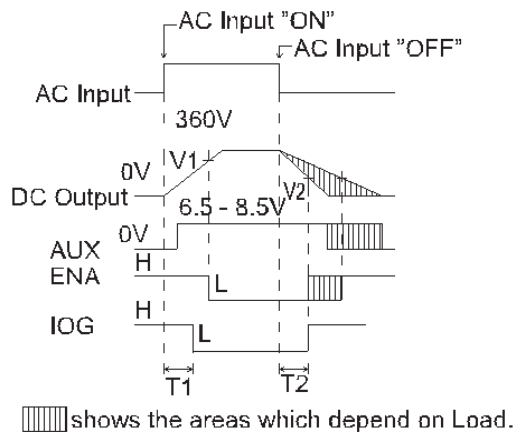 AC Input "ON"
AC Input "OFF"
AC Input
360V
0V
V1
V2
DC Output
6.5 - 8.5V
0V
AUX
H
ENA
L
H
IOG
L
T1
T2
shows the areas which depend on Load.